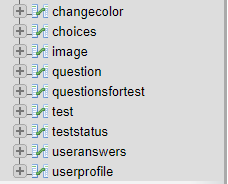 changecolor
choices
image
question
questionsfortest
test
teststatus
useranswers
userprofile